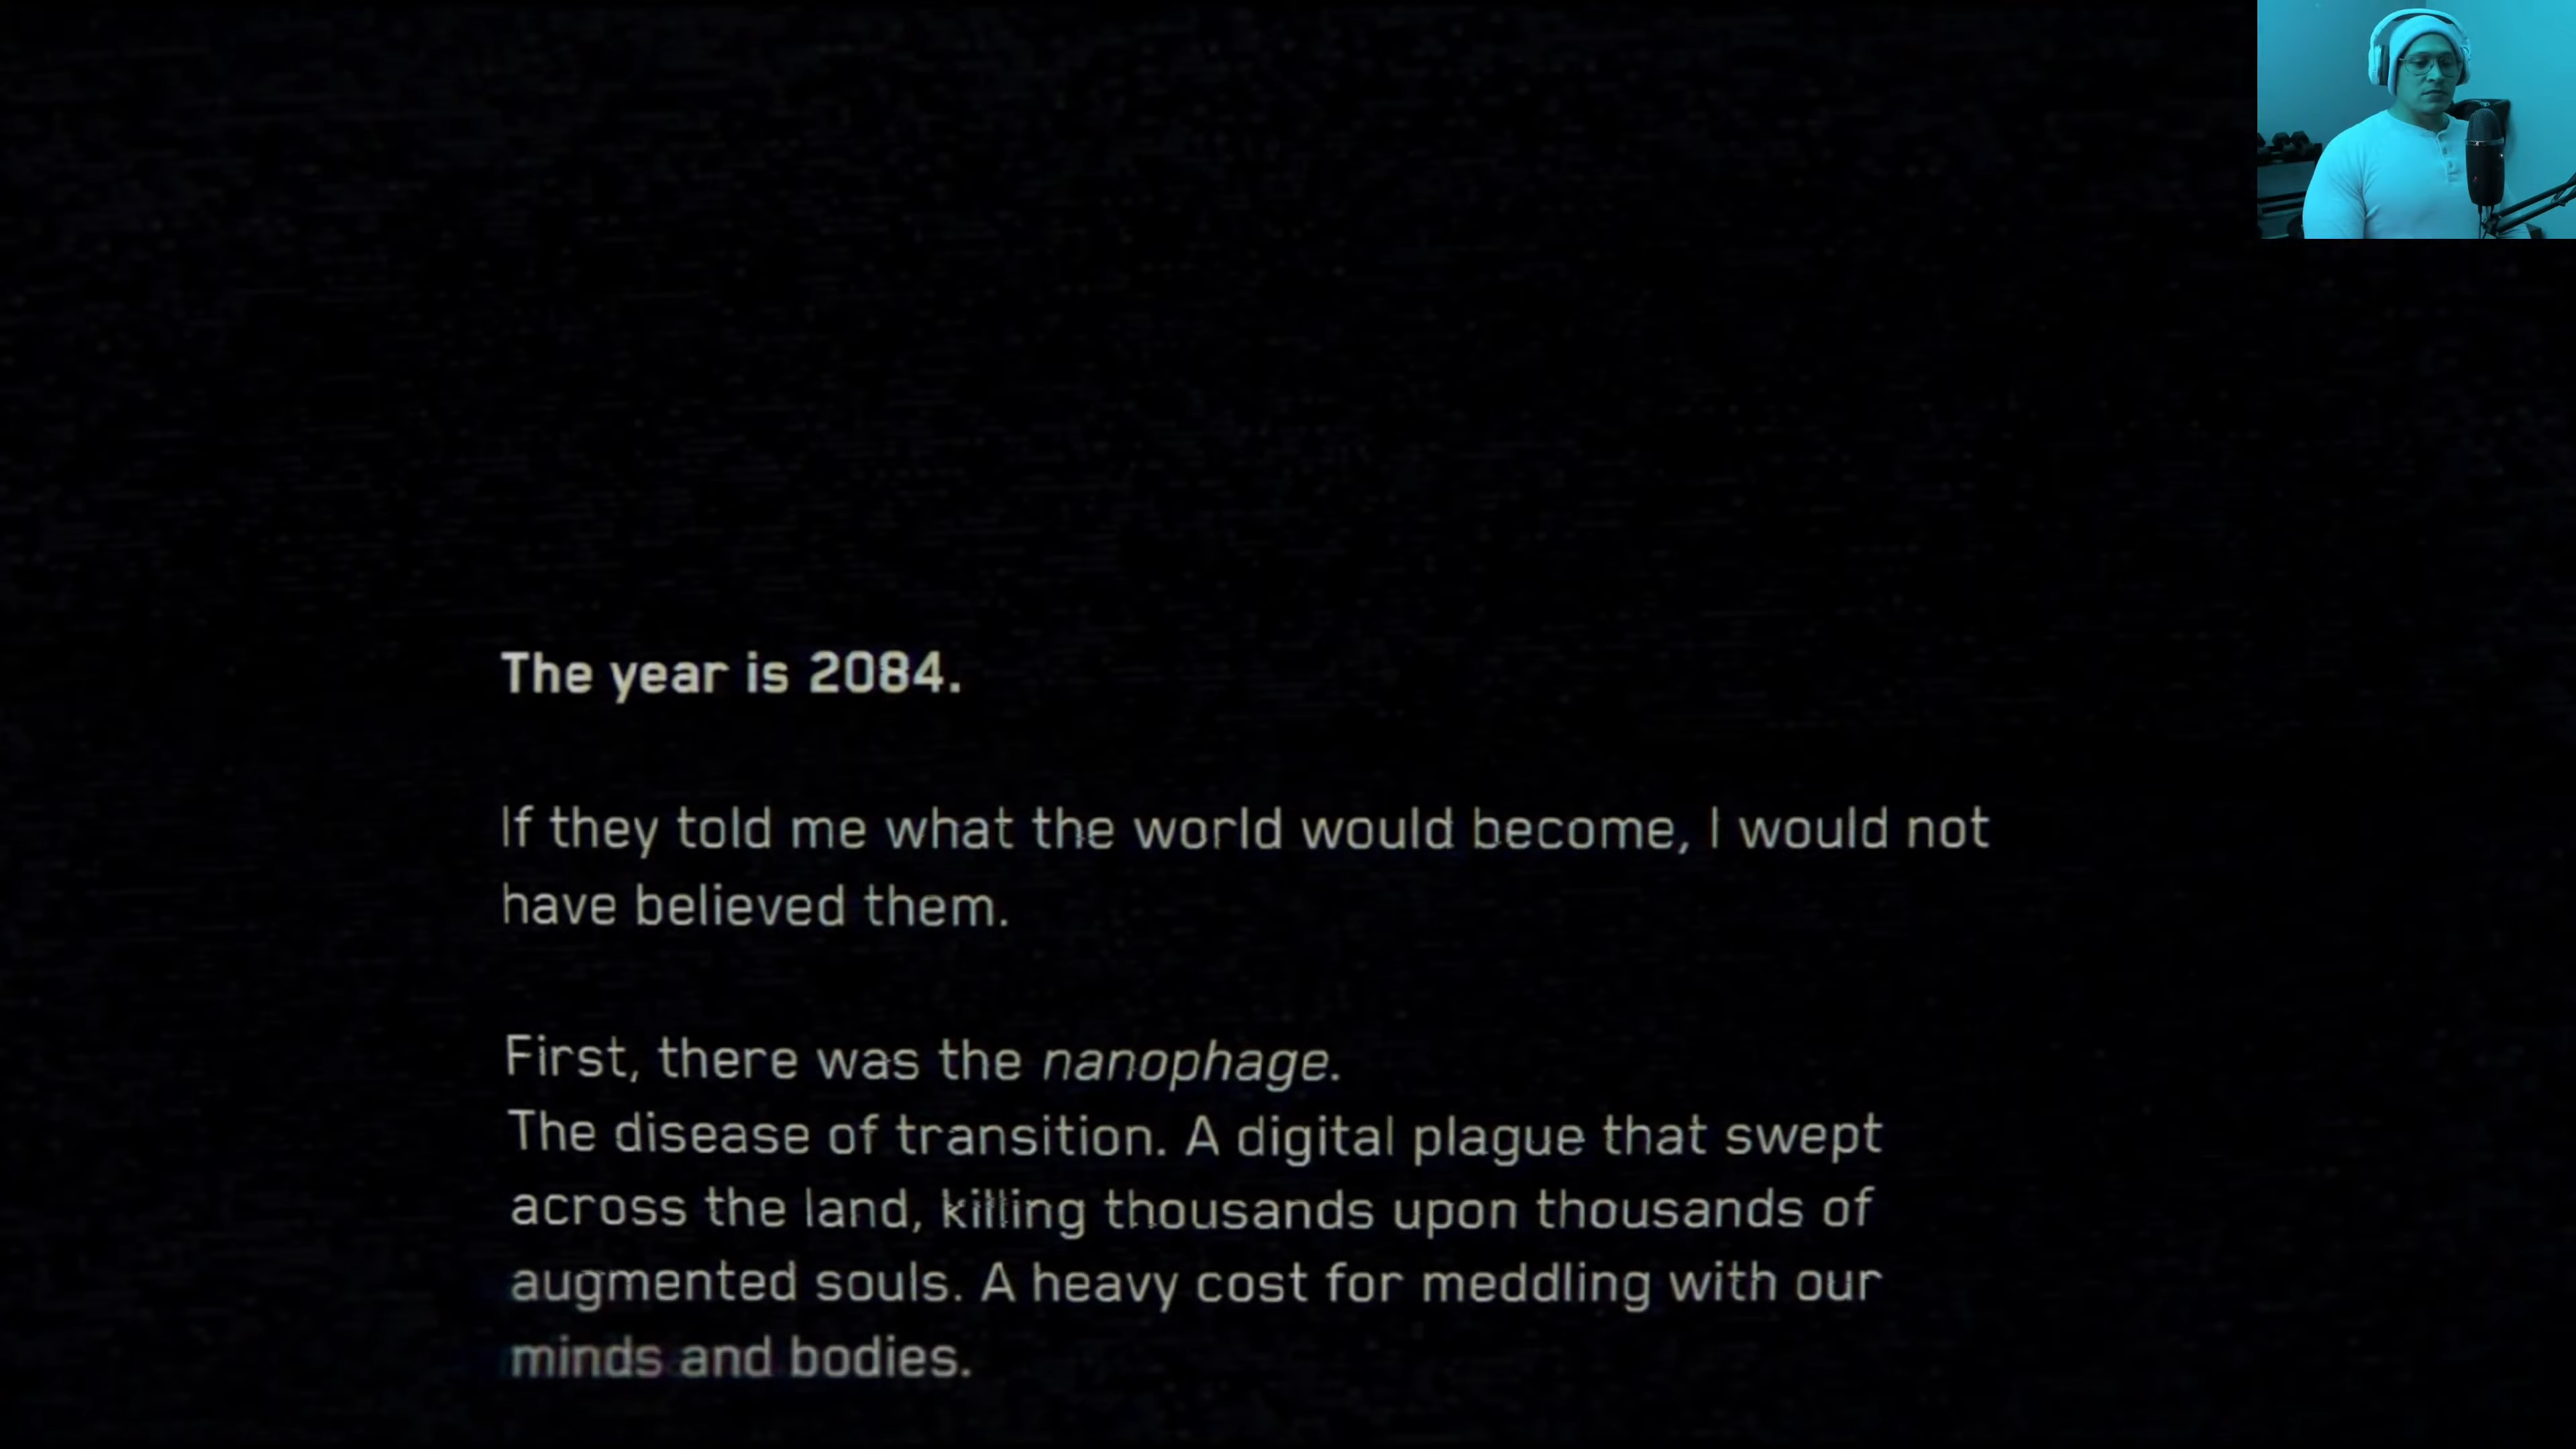 The year is 2084.
If they told me what the world would become, I would not
have believed them.
First, there was the nanophage.
The disease of transition. A digital plague that swept
across the land, killing thousands upon thousands of
augmented souls. A heavy cost for meddling with our
minds and bodies.